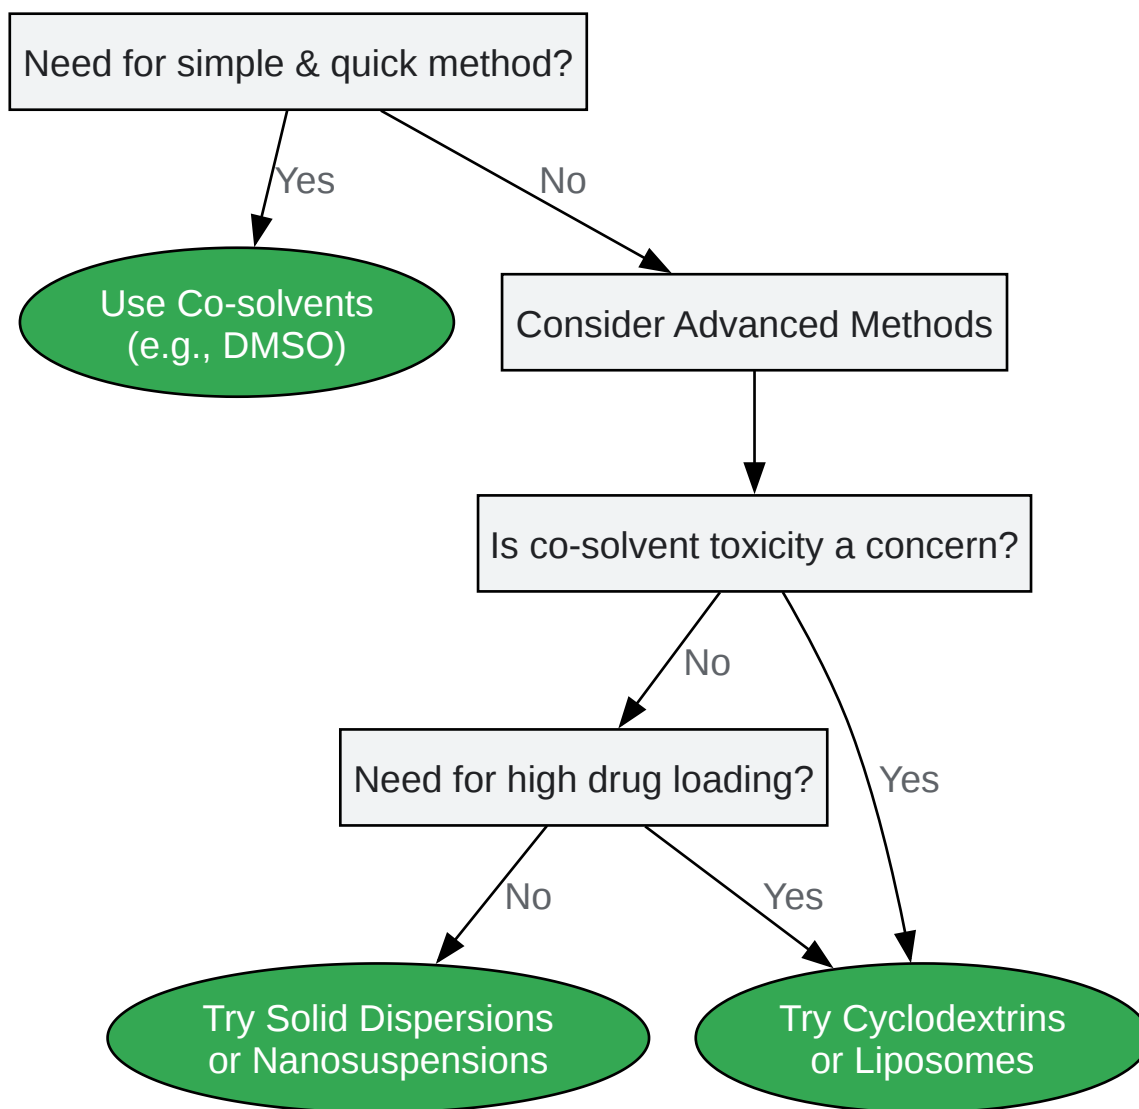 Need for simple & quick method?
Yes
No
Use Co-solvents
(e.g., DMSO)
Consider Advanced Methods
Is co-solvent toxicity a concern?
No
Need for high drug loading?
Yes
No
Yes
Try Solid Dispersions
or Nanosuspensions
Try Cyclodextrins
or Liposomes